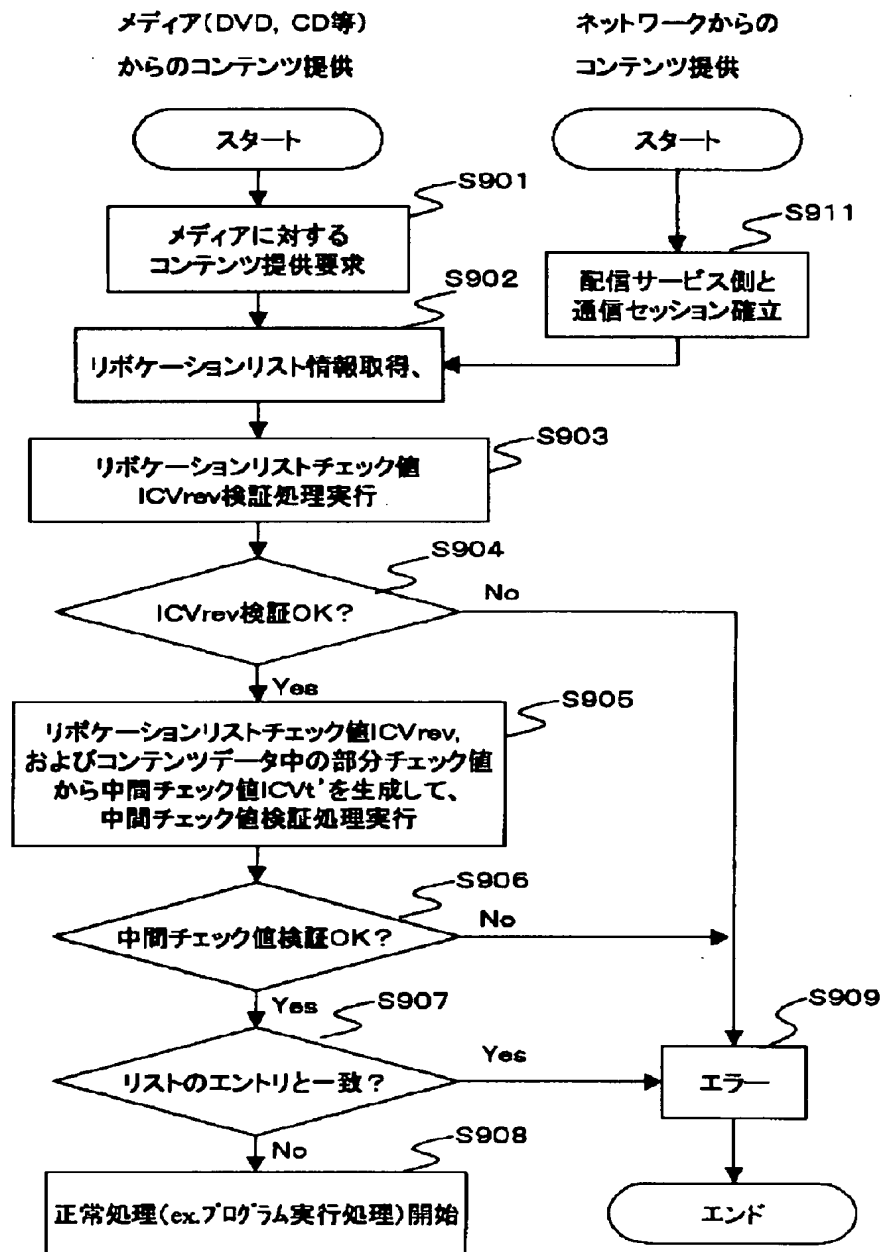 メディア(DVD, CD等)
からのコンテンツ提供
ネットワークからの
コンテンツ提供
スタート
スタート
S901
メディアに対する
コンテンツ提供要求
S911
配信サービス側と
通信セッション確立
S902
リボケーションリスト情報取得、
S903
リボケーションリストチェック値
ICVrev検証処理実行
S904
ICVrev検証OK?
No
Yes
S905
リボケーションリストチェック値ICVrev,
およびコンテンツデータ中の部分チェック値
から中間チェック値ICVt'を生成して、
中間チェック値検証処理実行
S906
中間チェック値検証OK?
No
Yes
S907
リストのエントリと一致?
Yes
S909
エラー
No
S908
正常処理(ex.プログラム実行処理)開始
エンド